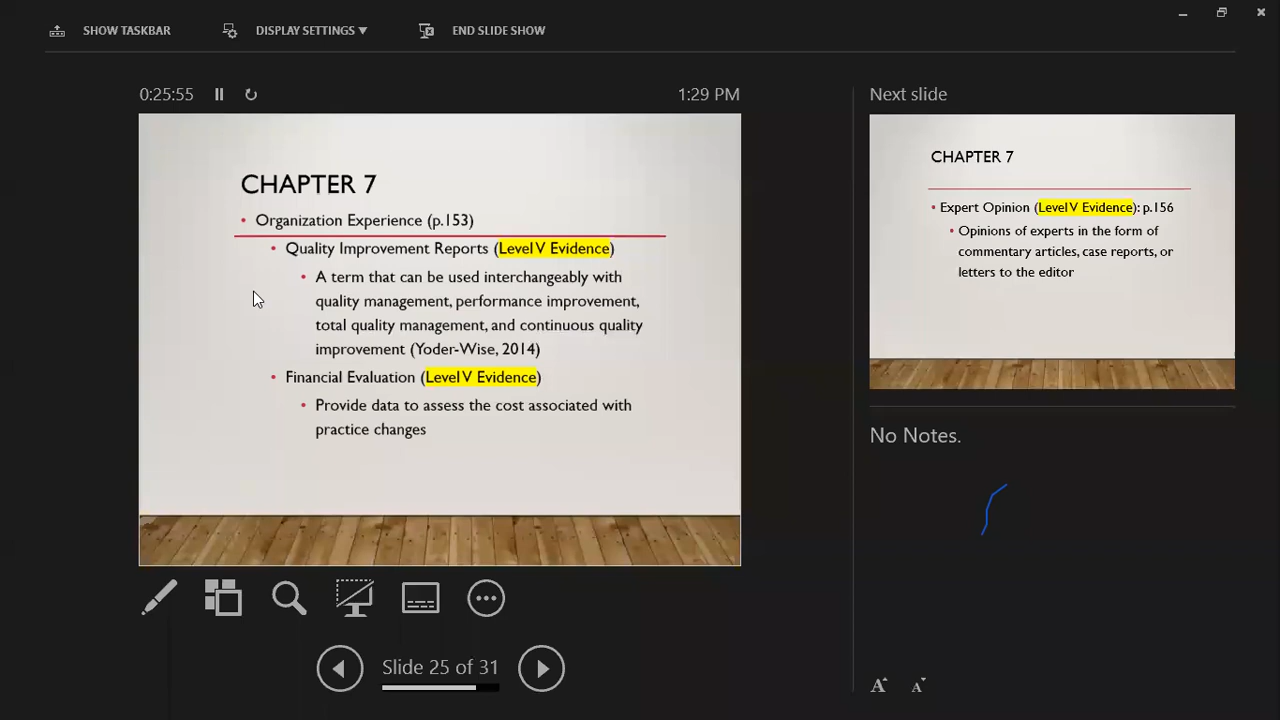 SHOW TASKBAR
DISPLAY SETTINGS ▼
END SLIDE SHOW
0:25:55
1:29 PM
CHAPTER 7
• Organization Experience (p.153)
• Quality Improvement Reports (Level V Evidence)
• A term that can be used interchangeably with
quality management, performance improvement,
total quality management, and continuous quality
improvement (Yoder-Wise, 2014)
• Financial Evaluation (Level V Evidence)
• Provide data to assess the cost associated with
practice changes
Slide 25 of 31
Next slide
CHAPTER 7
• Expert Opinion (Level V Evidence): p.156
• Opinions of experts in the form of
commentary articles, case reports, or
letters to the editor
No Notes.
A A